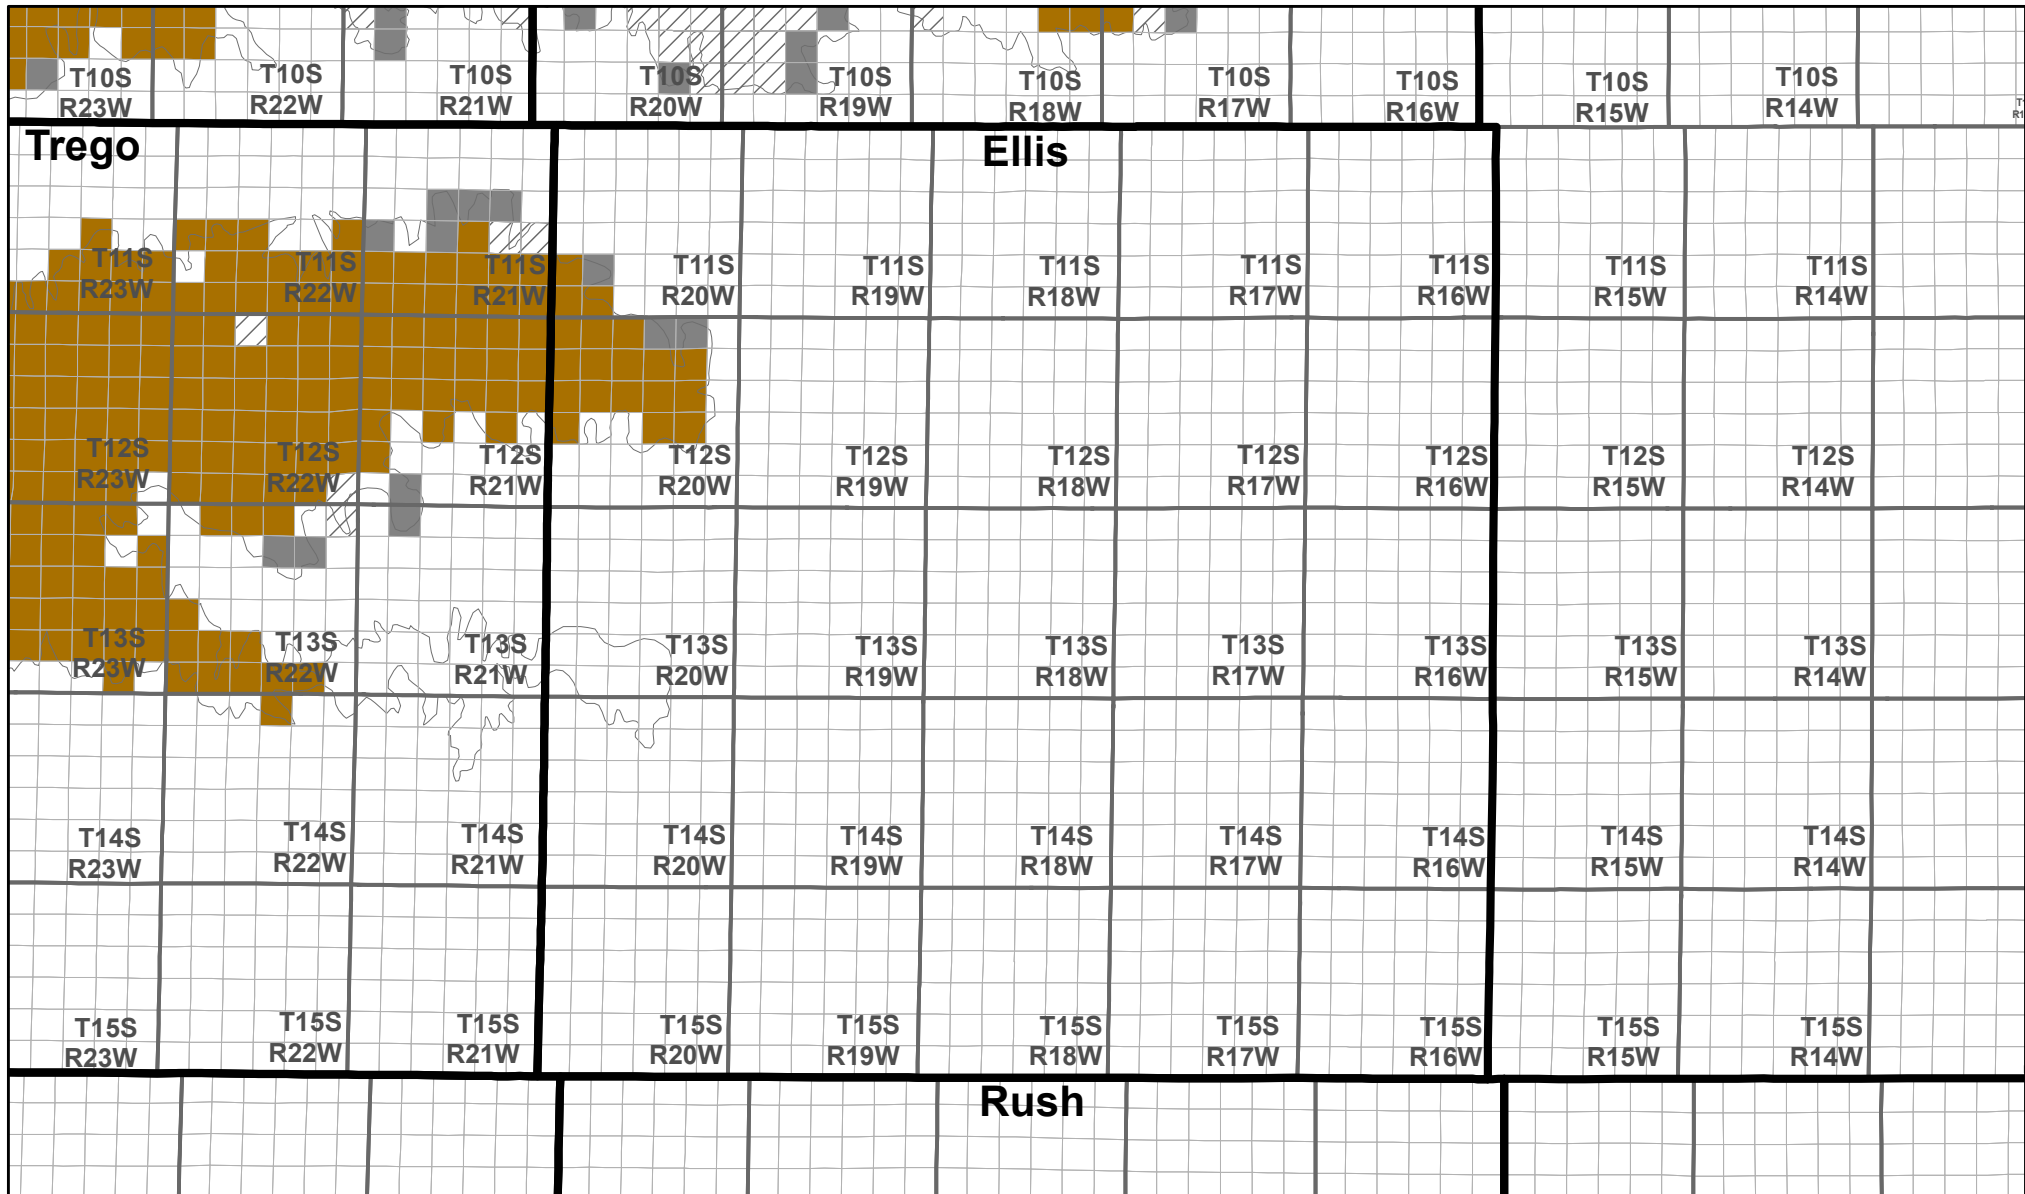 T10S T10S T10S T10S T10S T10S T10S T10S T10S T10S
R23W R22W R21W R20W R19W R18W R17W R16W R15W R14W
Trego Ellis
T11S T11S T11S T11S T11S T11S T11S T11S T11S T11S
R23W R22W R21W R20W R19W R18W R17W R16W R15W R14W
T12S T12S T12S T12S T12S T12S T12S T12S T12S T12S
R23W R22W R21W R20W R19W R18W R17W R16W R15W R14W
T13S T13S T13S T13S T13S T13S T13S T13S T13S T13S
R23W R22W R21W R20W R19W R18W R17W R16W R15W R14W
T14S T14S T14S T14S T14S T14S T14S T14S T14S T14S
R23W R22W R21W R20W R19W R18W R17W R16W R15W R14W
T15S T15S T15S T15S T15S T15S T15S T15S T15S T15S
R23W R22W R21W R20W R19W R18W R17W R16W R15W R14W
Rush